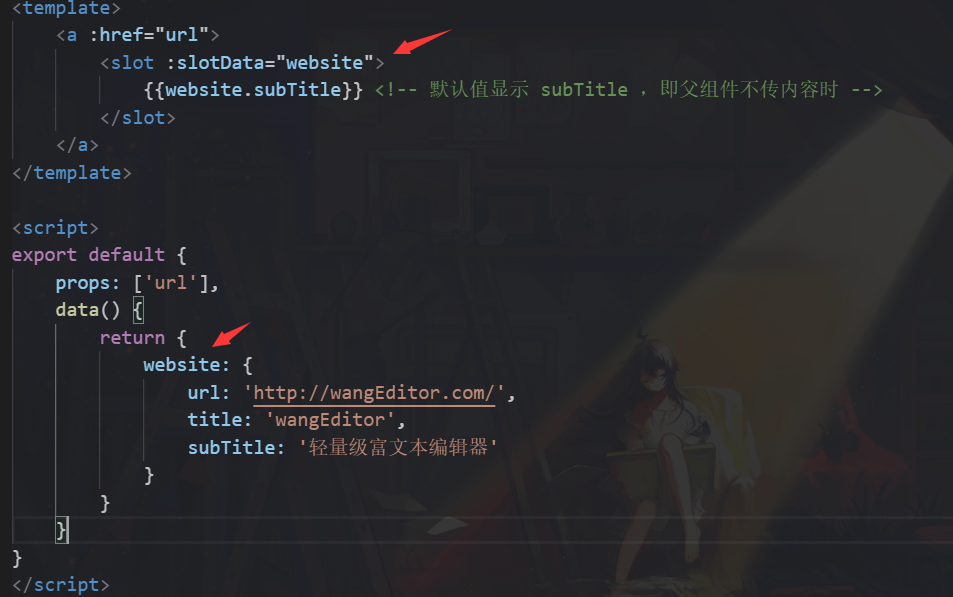 <template>
<a :href="url">
<slot :slotData="website">
{{website.subTitle}} <!-- 默认值显示 subTitle ，即父组件不传内容时 -->
</slot>
</a>
</template>
<script>
export default {
props: ['url'],
data() {
return {
website: {
url: 'http://wangEditor.com/',
title: 'wangEditor',
subTitle: '轻量级富文本编辑器'
}
}
}
}
</script>